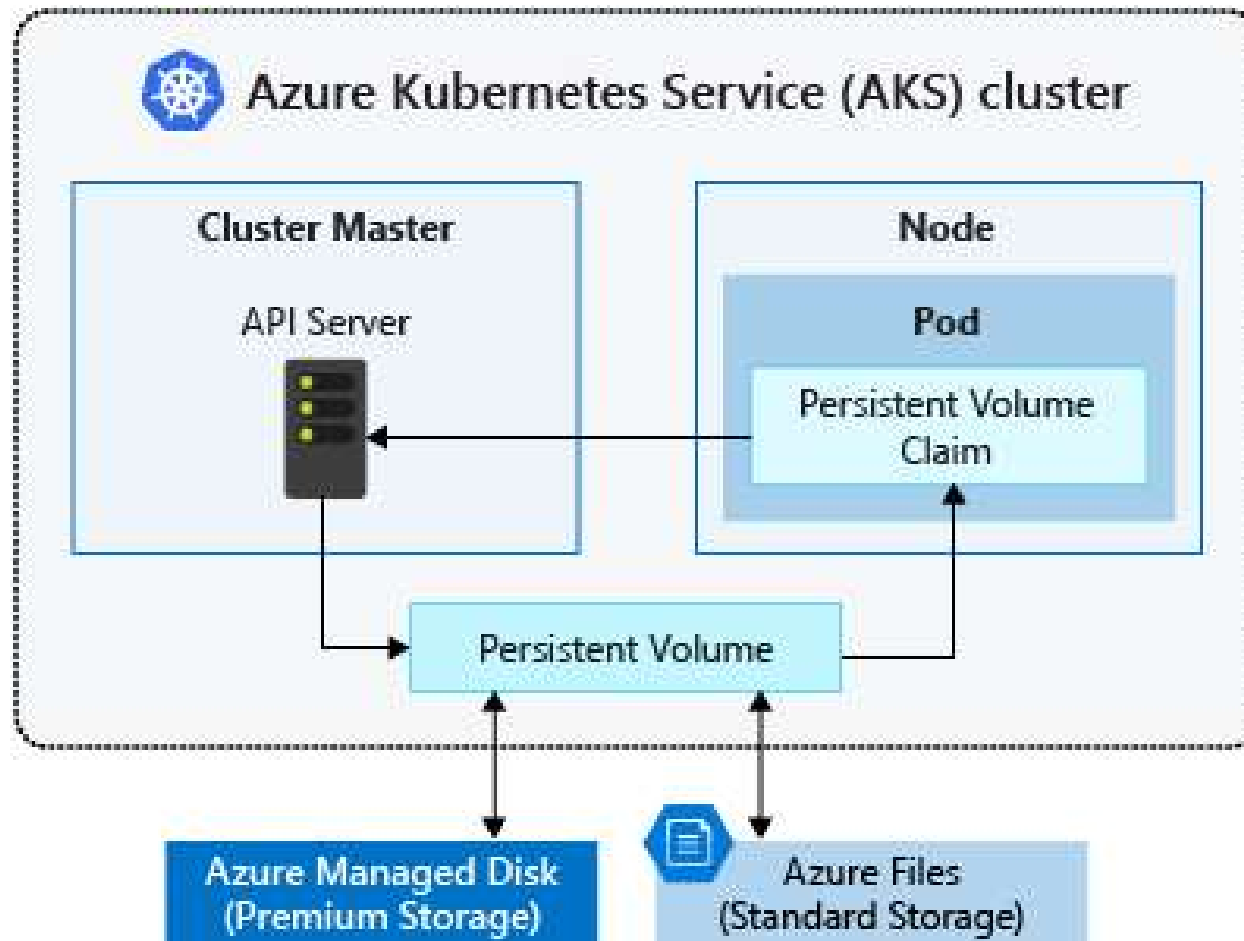 Azure Kubernetes Service (AKS) cluster
Cluster Master
API Server
Node
Pod
Persistent Volume
Claim
Persistent Volume
Azure Managed Disk
(Premium Storage)
Azure Files
(Standard Storage)